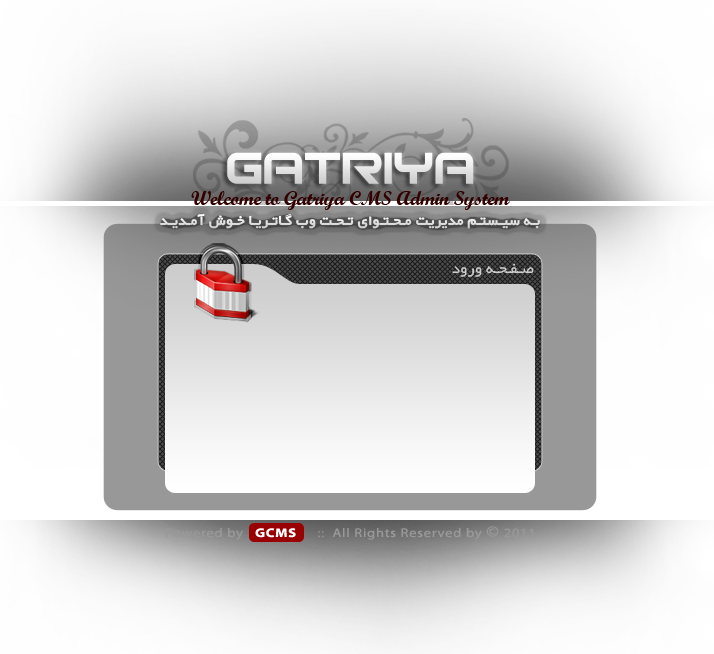 GATRIYA
Welcome to Gatriya CMS Admin System
به سیستم مدیریت محتوای تحت وب گاتریا خوش آمدید
صفحه ورود
Powered by GCMS :: All Rights Reserved by ©